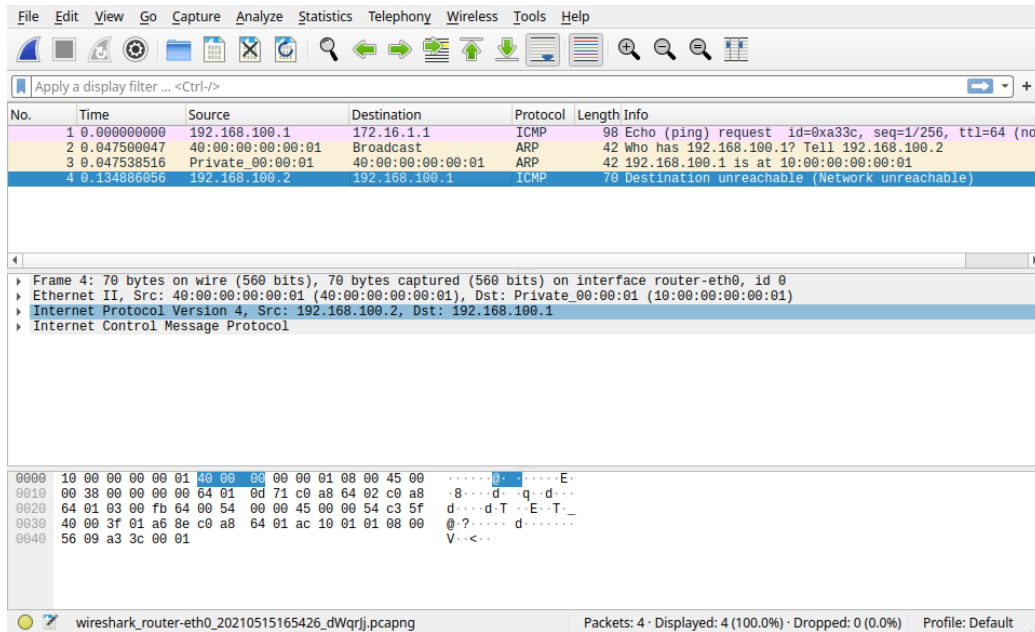 File Edit View Go Capture Analyze Statistics Telephony Wireless Tools Help
Apply a display filter ... <Ctrl-/>
No. Time Source Destination Protocol Length Info
1 0.000000000 192.168.100.1 172.16.1.1 ICMP 98 Echo (ping) request id=0xa33c, seq=1/256, ttl=64 (no
2 0.047500047 40:00:00:00:00:01 Broadcast ARP 42 Who has 192.168.100.1? Tell 192.168.100.2
3 0.047538516 Private_00:00:01 40:00:00:00:00:01 ARP 42 192.168.100.1 is at 10:00:00:00:00:01
4 0.134886056 192.168.100.2 192.168.100.1 ICMP 70 Destination unreachable (Network unreachable)
Frame 4: 70 bytes on wire (560 bits), 70 bytes captured (560 bits) on interface router-eth0, id 0
Ethernet II, Src: 40:00:00:00:00:01 (40:00:00:00:00:01), Dst: Private_00:00:01 (10:00:00:00:00:01)
Internet Protocol Version 4, Src: 192.168.100.2, Dst: 192.168.100.1
Internet Control Message Protocol
0000 10 00 00 00 00 01 40 00 00 00 00 01 08 00 45 00 ······@· ······E·
0010 00 38 00 00 00 00 64 01 0d 71 c0 a8 64 02 c0 a8 ·8····d· ·q··d···
0020 64 01 03 00 fb 64 00 54 00 00 45 00 00 54 c3 5f d····d·T ··E··T·_
0030 40 00 3f 01 a6 8e c0 a8 64 01 ac 10 01 01 08 00 @·?····· d·······
0040 56 09 a3 3c 00 01 V··<··
wireshark_router-eth0_20210515165426_dWqrJj.pcapng Packets: 4 · Displayed: 4 (100.0%) · Dropped: 0 (0.0%) Profile: Default